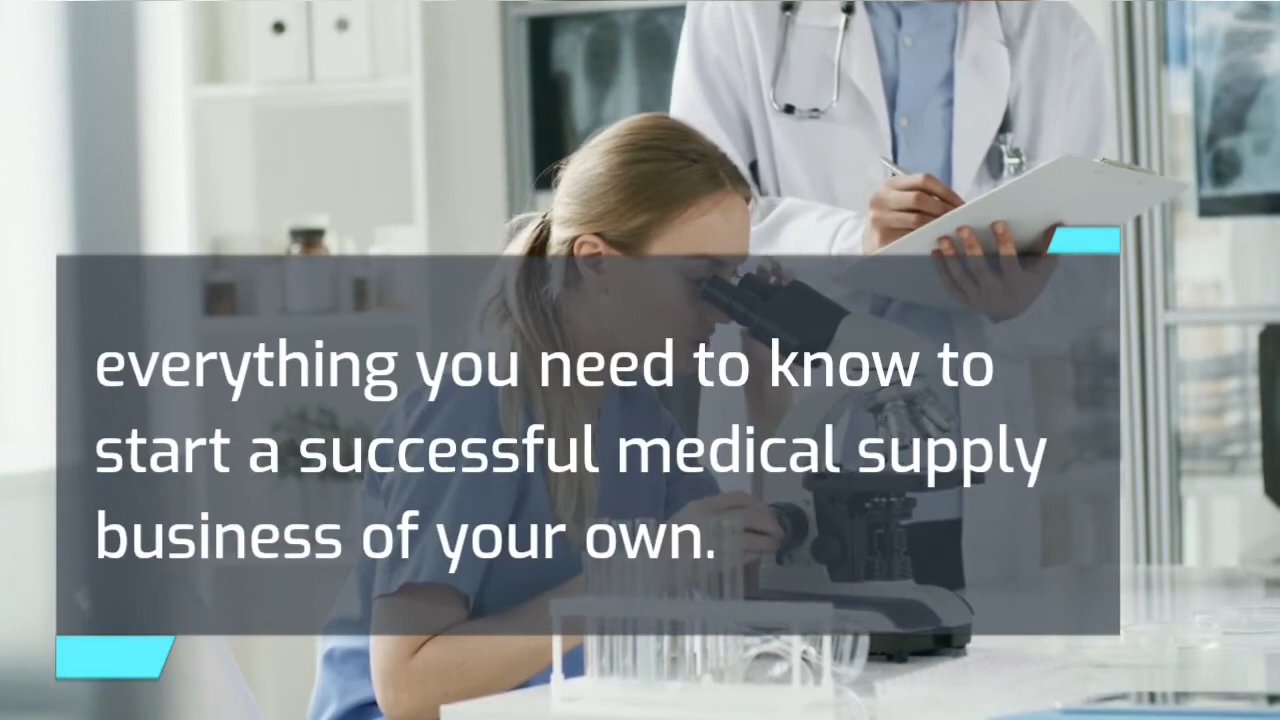 everything you need to know to
start a successful medical supply
business of your own.